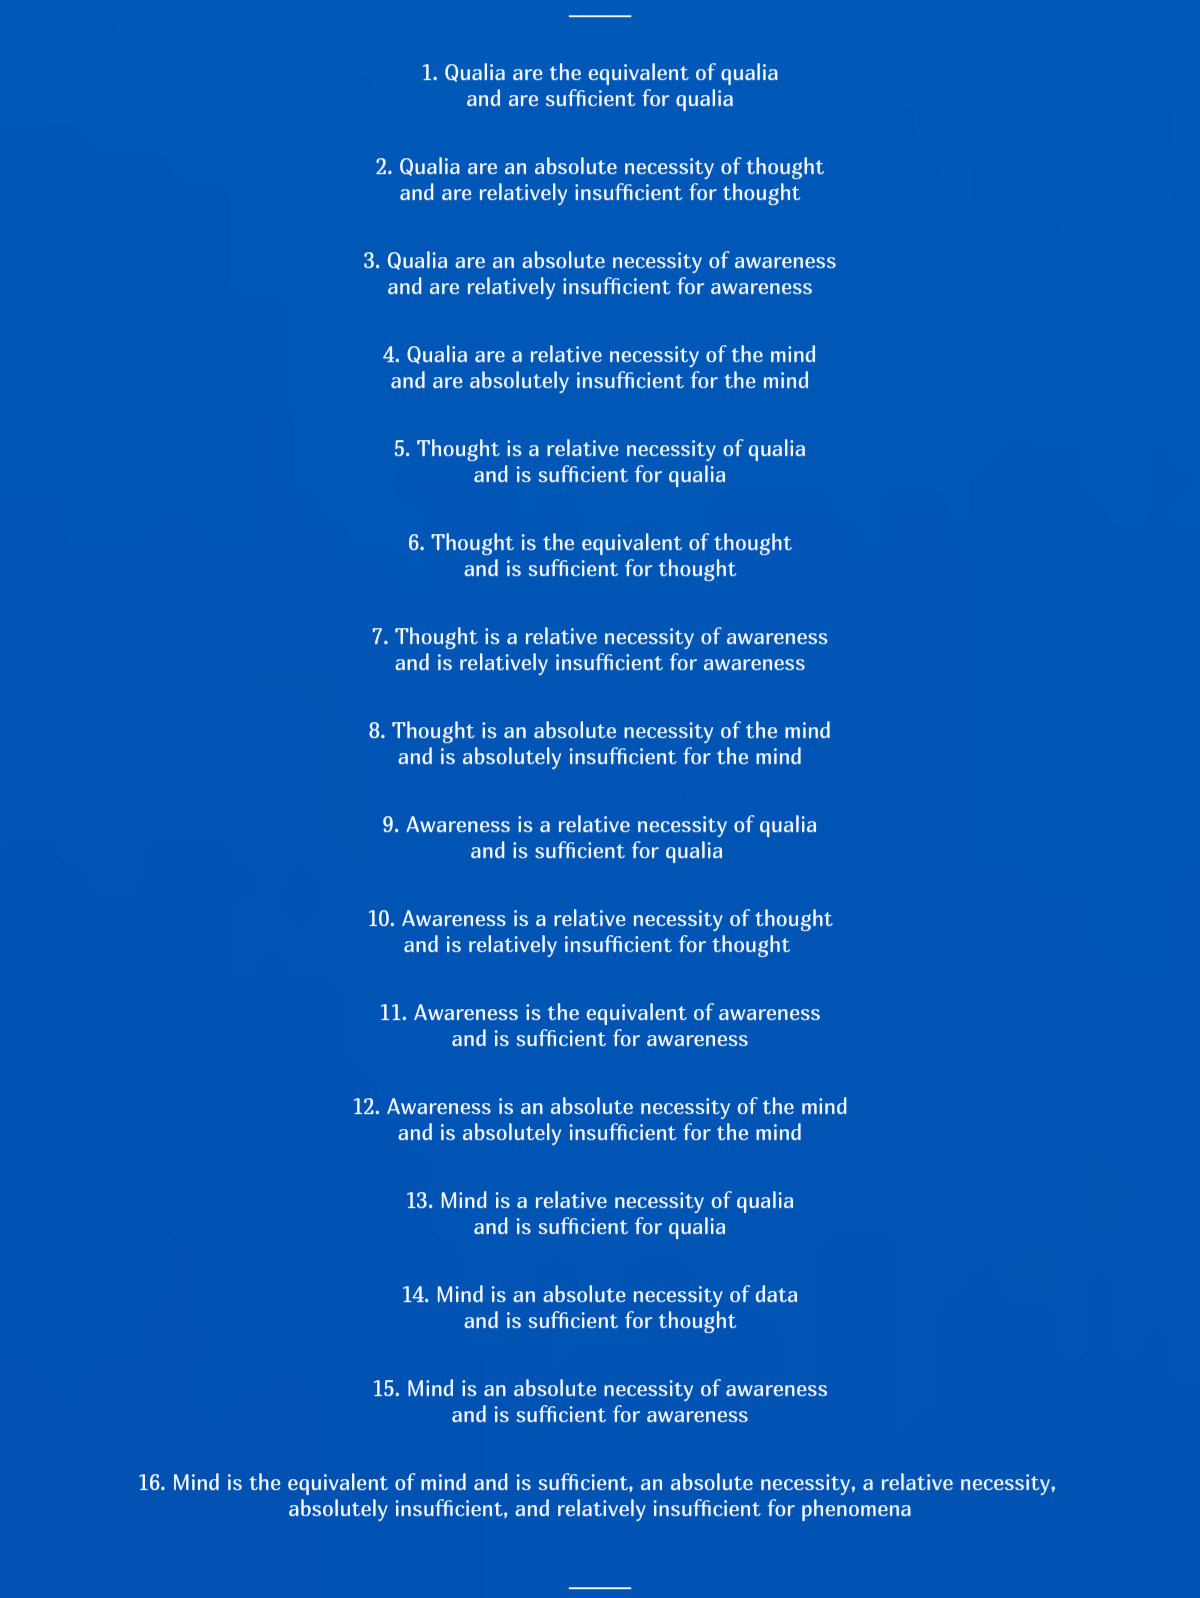 1. Qualia are the equivalent of qualia
and are sufficient for qualia
2. Qualia are an absolute necessity of thought
and are relatively insufficient for thought
3. Qualia are an absolute necessity of awareness
and are relatively insufficient for awareness
4. Qualia are a relative necessity of the mind
and are absolutely insufficient for the mind
5. Thought is a relative necessity of qualia
and is sufficient for qualia
6. Thought is the equivalent of thought
and is sufficient for thought
7. Thought is a relative necessity of awareness
and is relatively insufficient for awareness
8. Thought is an absolute necessity of the mind
and is absolutely insufficient for the mind
9. Awareness is a relative necessity of qualia
and is sufficient for qualia
10. Awareness is a relative necessity of thought
and is relatively insufficient for thought
11. Awareness is the equivalent of awareness
and is sufficient for awareness
12. Awareness is an absolute necessity of the mind
and is absolutely insufficient for the mind
13. Mind is a relative necessity of qualia
and is sufficient for qualia
14. Mind is an absolute necessity of data
and is sufficient for thought
15. Mind is an absolute necessity of awareness
and is sufficient for awareness
16. Mind is the equivalent of mind and is sufficient, an absolute necessity, a relative necessity,
absolutely insufficient, and relatively insufficient for phenomena